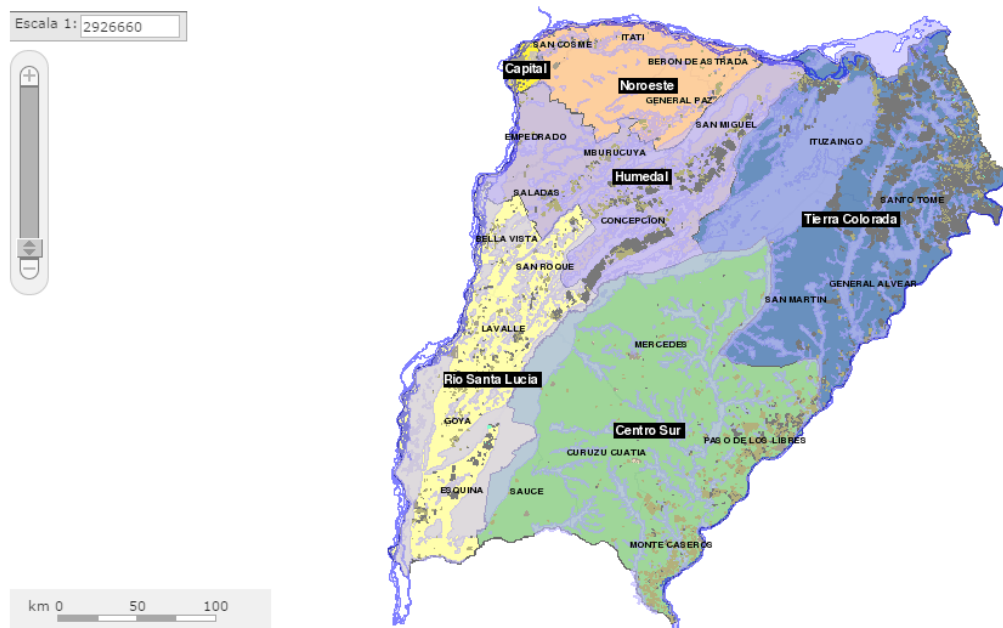 Escala 1: 2926660
SAN COSME
ITATI
BERON DE ASTRADA
Capital
Noroeste
GENERAL PAZ
SAN MIGUEL
EMPEDRADO
ITUZAINGO
MBURUCUYA
Humedal
SALADAS
SANTO TOME
CONCEPCION
Tierra Colorada
BELLA VISTA
SAN ROQUE
GENERAL ALVEAR
SAN MARTIN
LAVALLE
MERCEDES
Rio Santa Lucia
GOYA
Centro Sur
PASO DE LOS LIBRES
CURUZU CUATIA
ESQUINA
SAUCE
MONTE CASEROS
km 0 50 100